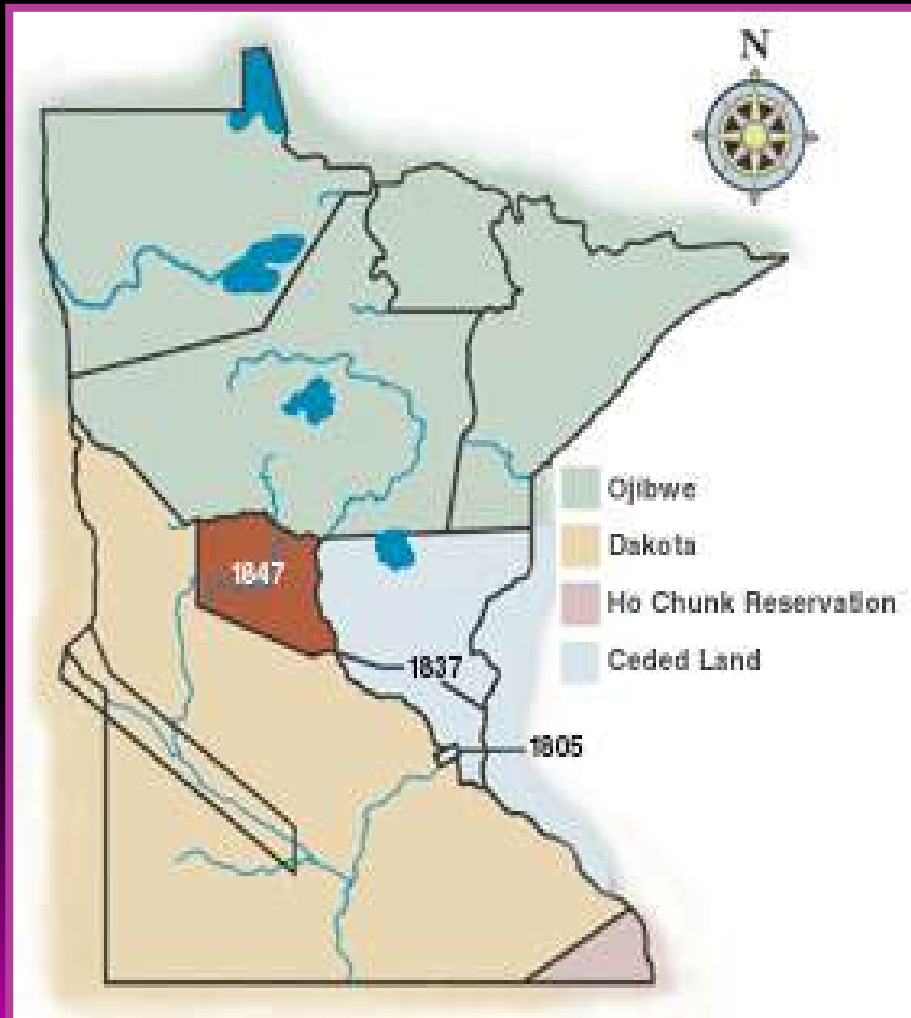 N
Ojibwe
Dakota
Ho Chunk Reservation
Ceded Land
1847
1837
1805